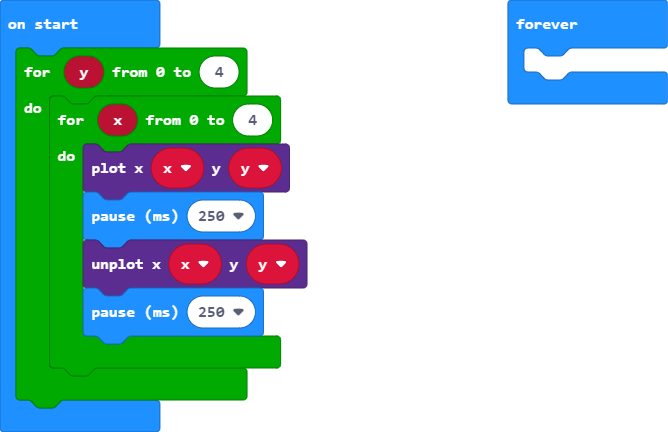 on start
forever
for y from 0 to 4
do
for x from 0 to 4
do
plot x x y y
pause (ms) 250
unplot x x y y
pause (ms) 250